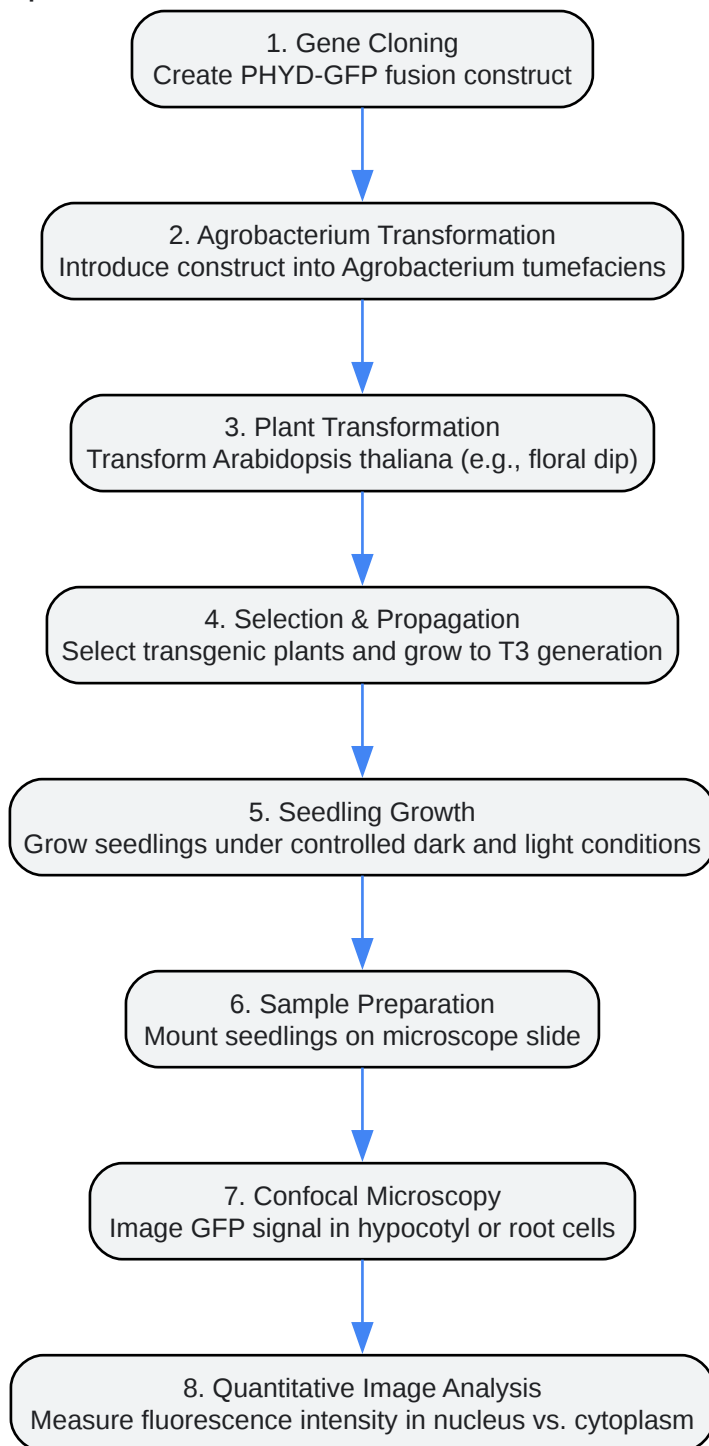 1. Gene Cloning
Create PHYD-GFP fusion construct
2. Agrobacterium Transformation
Introduce construct into Agrobacterium tumefaciens
3. Plant Transformation
Transform Arabidopsis thaliana (e.g., floral dip)
4. Selection & Propagation
Select transgenic plants and grow to T3 generation
5. Seedling Growth
Grow seedlings under controlled dark and light conditions
6. Sample Preparation
Mount seedlings on microscope slide
7. Confocal Microscopy
Image GFP signal in hypocotyl or root cells
8. Quantitative Image Analysis
Measure fluorescence intensity in nucleus vs. cytoplasm